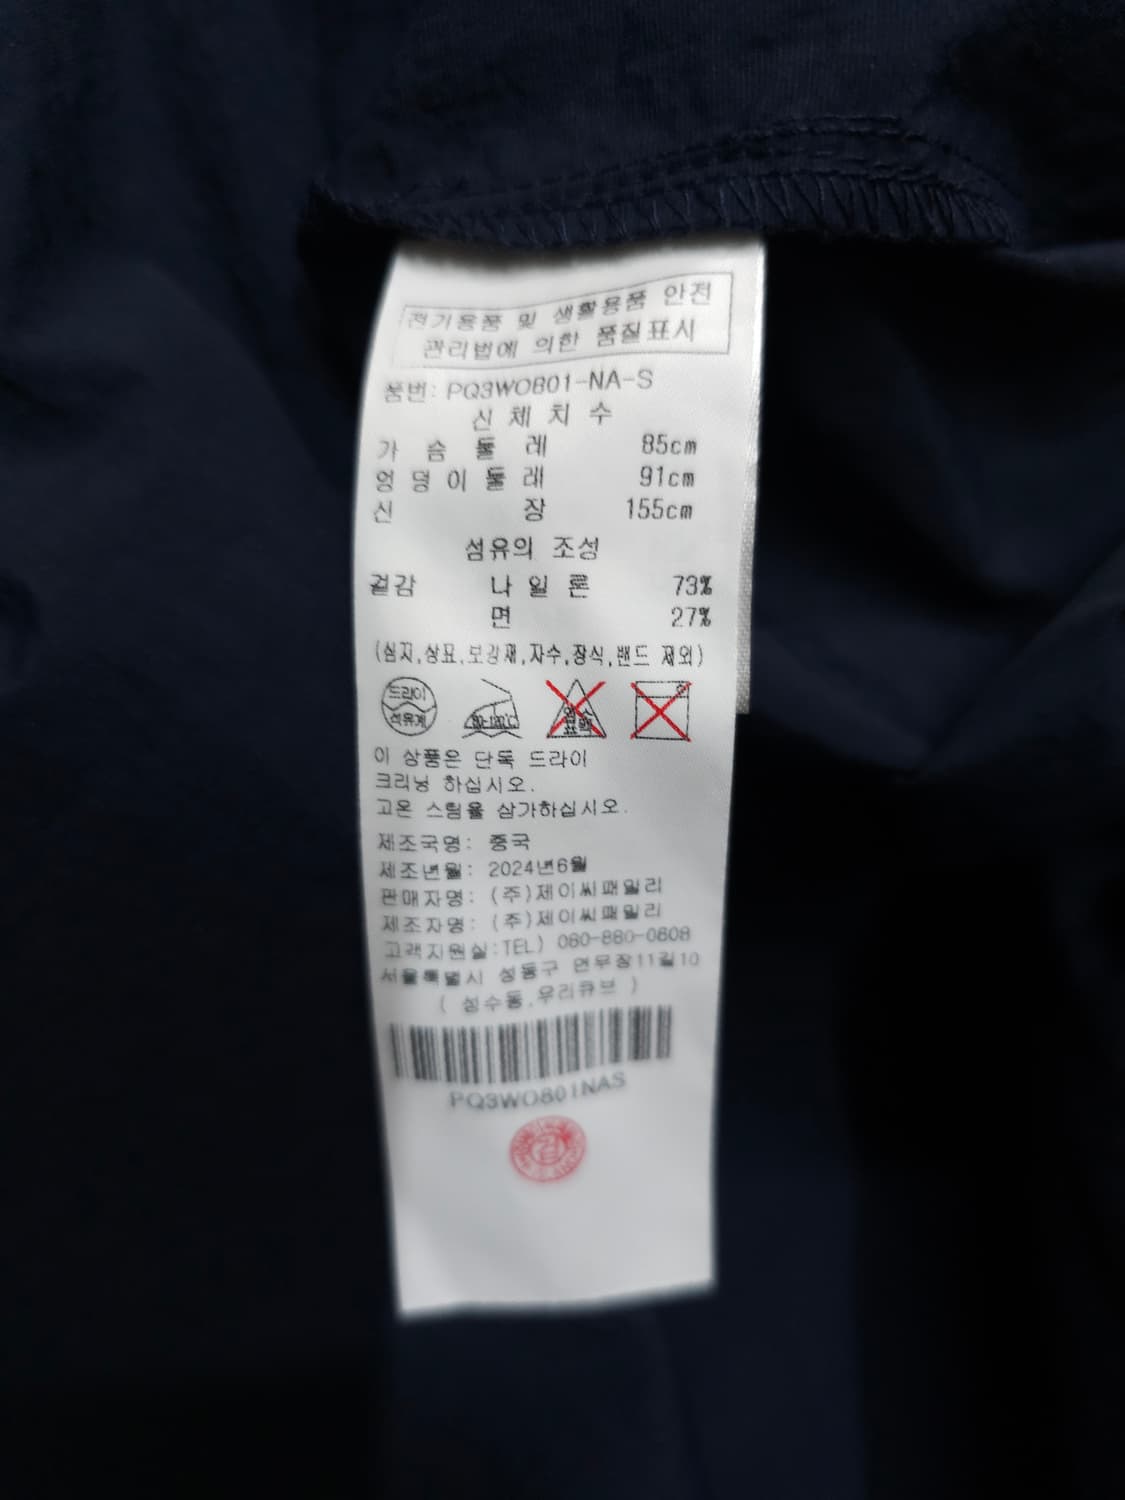 전기용품 및 생활용품 안전
관리법에 의한 품질표시
품번: PQ3WO801-NA-S
신 체 치 수
가 슴 둘 레 85cm
엉 덩 이 둘 레 91cm
신 장 155cm
섬유의 조성
겉감 나 일 론 73%
면 27%
(심지,상표,보강재,자수,장식,밴드 제외)
드라이
석유계
80-120℃
염소
표백
이 상품은 단독 드라이
크리닝 하십시오.
고온 스팀을 삼가하십시오.
제조국명: 중국
제조년월: 2024년6월
판매자명: (주)제이씨패밀리
제조자명: (주)제이씨패밀리
고객지원실:TEL) 080-880-0808
서울특별시 성동구 연무장11길10
( 성수동,우리큐브 )
PQ3WO801NAS